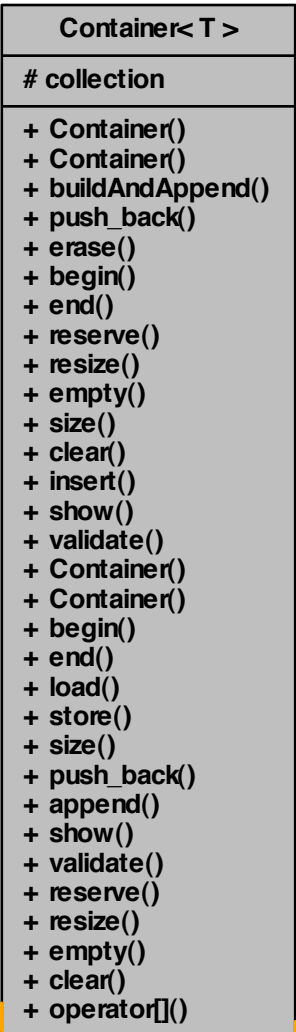 Container< T >
# collection
+ Container()
+ Container()
+ buildAndAppend()
+ push_back()
+ erase()
+ begin()
+ end()
+ reserve()
+ resize()
+ empty()
+ size()
+ clear()
+ insert()
+ show()
+ validate()
+ Container()
+ Container()
+ begin()
+ end()
+ load()
+ store()
+ size()
+ push_back()
+ append()
+ show()
+ validate()
+ reserve()
+ resize()
+ empty()
+ clear()
+ operator[]()